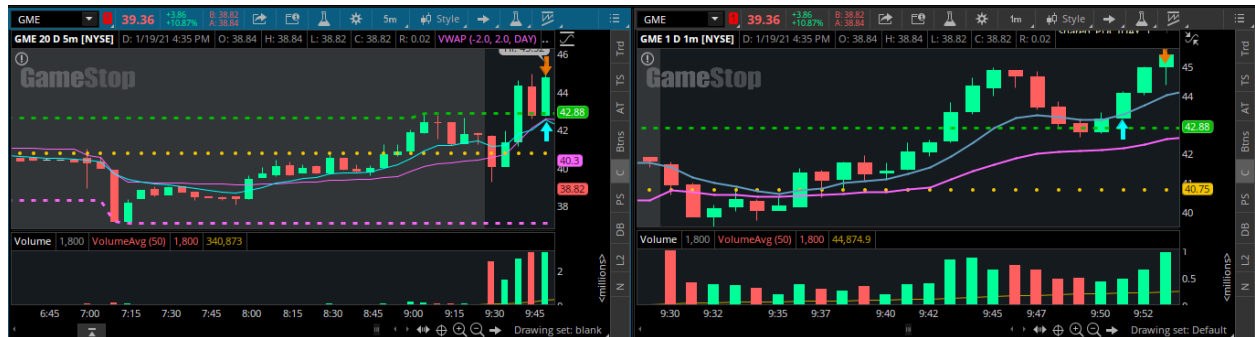 GME 39.36 +3.86 +10.87% B: 38.82 A: 38.84 5m Style
GME 20 D 5m [NYSE] D: 1/19/21 4:35 PM O: 38.84 H: 38.84 L: 38.82 C: 38.82 R: 0.02 VWAP (-2.0, 2.0, DAY) ..
GameStop
46
42.88
42
40.3
40
38.82
38
Volume 1,800 VolumeAvg (50) 1,800 340,873
2
0
<millions>
6:45 7:00 7:15 7:30 7:45 8:00 8:15 8:30 8:45 9:00 9:15 9:30 9:45
Drawing set: blank
Trd
TS
AT
Btns
C
PS
DB
L2
N
GME 39.36 +3.86 +10.87% B: 38.82 A: 38.84 1m Style
GME 1 D 1m [NYSE] D: 1/19/21 4:35 PM O: 38.84 H: 38.84 L: 38.82 C: 38.82 R: 0.02
GameStop
45
44
42.88
42
40.75
40
Volume 1,800 VolumeAvg (50) 1,800 44,874.9
1
0.5
0
<millions>
9:30 9:32 9:35 9:37 9:40 9:42 9:45 9:47 9:50 9:52
Drawing set: Default
Trd
TS
AT
Btns
C
PS
DB
L2
N